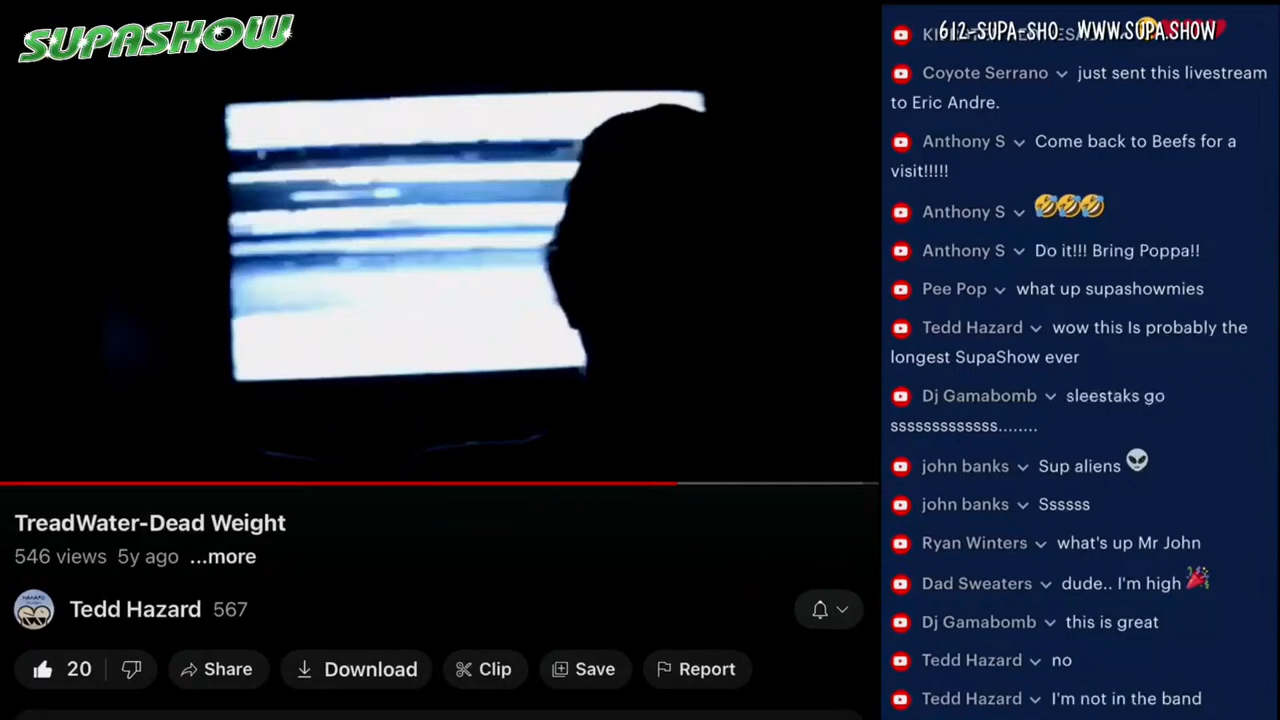 SUPASHOW
612-SUPA-SHO WWW.SUPA.SHOW
Coyote Serrano just sent this livestream
to Eric Andre.
Anthony S Come back to Beefs for a
visit!!!!!
Anthony S 🤣🤣🤣
Anthony S Do it!!! Bring Poppa!!
Pee Pop what up supashowmies
Tedd Hazard wow this Is probably the
longest SupaShow ever
Dj Gamabomb sleestaks go
sssssssssssss........
john banks Sup aliens 👽
john banks Ssssss
Ryan Winters what's up Mr John
Dad Sweaters dude.. I'm high 🎉
Dj Gamabomb this is great
Tedd Hazard no
Tedd Hazard I'm not in the band
TreadWater-Dead Weight
546 views 5y ago ...more
Tedd Hazard 567
20 Share Download Clip Save Report